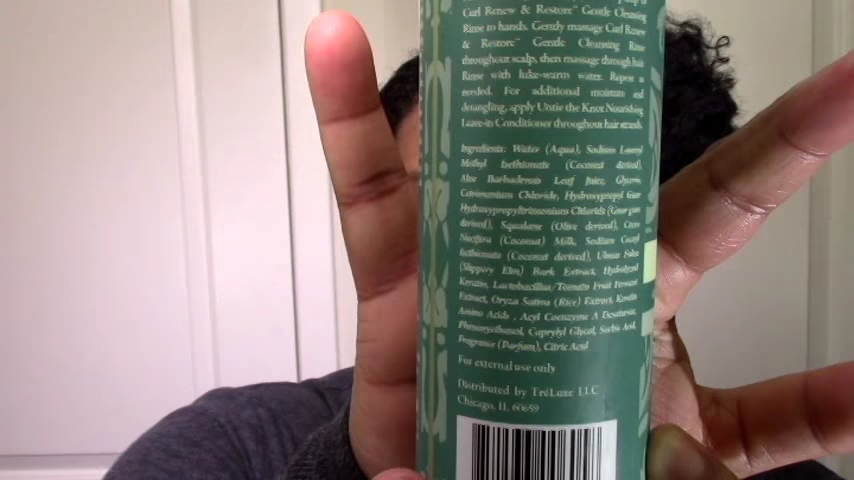 Curl Renew & Restore™ Gentle Cleansing
Rinse to hands. Gently massage Curl Renew
& Restore™ Gentle Cleansing Rinse
throughout scalp, then massage through hair.
Rinse with luke-warm water. Repeat as
needed. For additional moisture and
detangling, apply Untie the Knot Nourishing
Leave-in Conditioner throughout hair strands.
Ingredients: Water (Aqua), Sodium Lauroyl
Methyl Isethionate (Coconut derived),
Aloe Barbadensis Leaf Juice, Glycerin,
Cetrimonium Chloride, Hydroxypropyl Guar
Hydroxypropyltrimonium Chloride (Guar gum
derived), Squalane (Olive derived), Cocos
Nucifera (Coconut) Milk, Sodium Cocoyl
Isethionate (Coconut derived), Ulmus Fulva
(Slippery Elm) Bark Extract, Hydrolyzed
Keratin, Lactobacillus/Tomato Fruit Ferment
Extract, Oryza Sativa (Rice) Extract, Keratin
Amino Acids, Acyl Coenzyme A Desaturase,
Phenoxyethanol, Caprylyl Glycol, Sorbic Acid,
Fragrance (Parfum), Citric Acid
For external use only
Distributed by TréLuxe LLC
Chicago, IL 60659